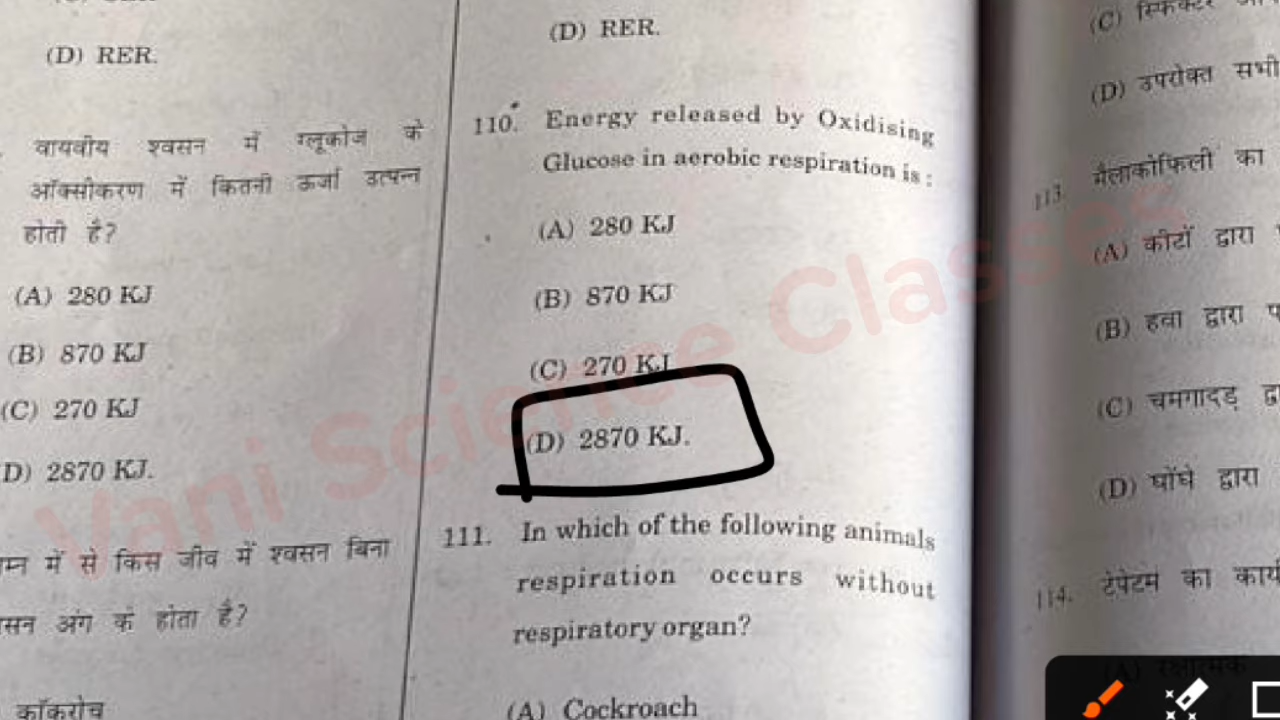 (D) RER.
वायवीय श्वसन में ग्लूकोज के
ऑक्सीकरण में कितनी ऊर्जा उत्पन्न
होती है?
(A) 280 KJ
(B) 870 KJ
(C) 270 KJ
D) 2870 KJ.
म्न में से किस जीव में श्वसन बिना
सन अंग के होता है?
कॉकरोच
(D) RER.
110. Energy released by Oxidising
Glucose in aerobic respiration is :
(A) 280 KJ
(B) 870 KJ
(C) 270 KJ
(D) 2870 KJ.
111. In which of the following animals
respiration occurs without
respiratory organ?
(A) Cockroach
(C)
(D) उपरोक्त सभी
113. मैलाकोफिली का
(A) कीटों द्वारा
(B) हवा द्वारा
(C) चमगादड़
(D) घोंघे द्वारा
114. टेपेटम का कार्य
(A)
Vani Science Classes